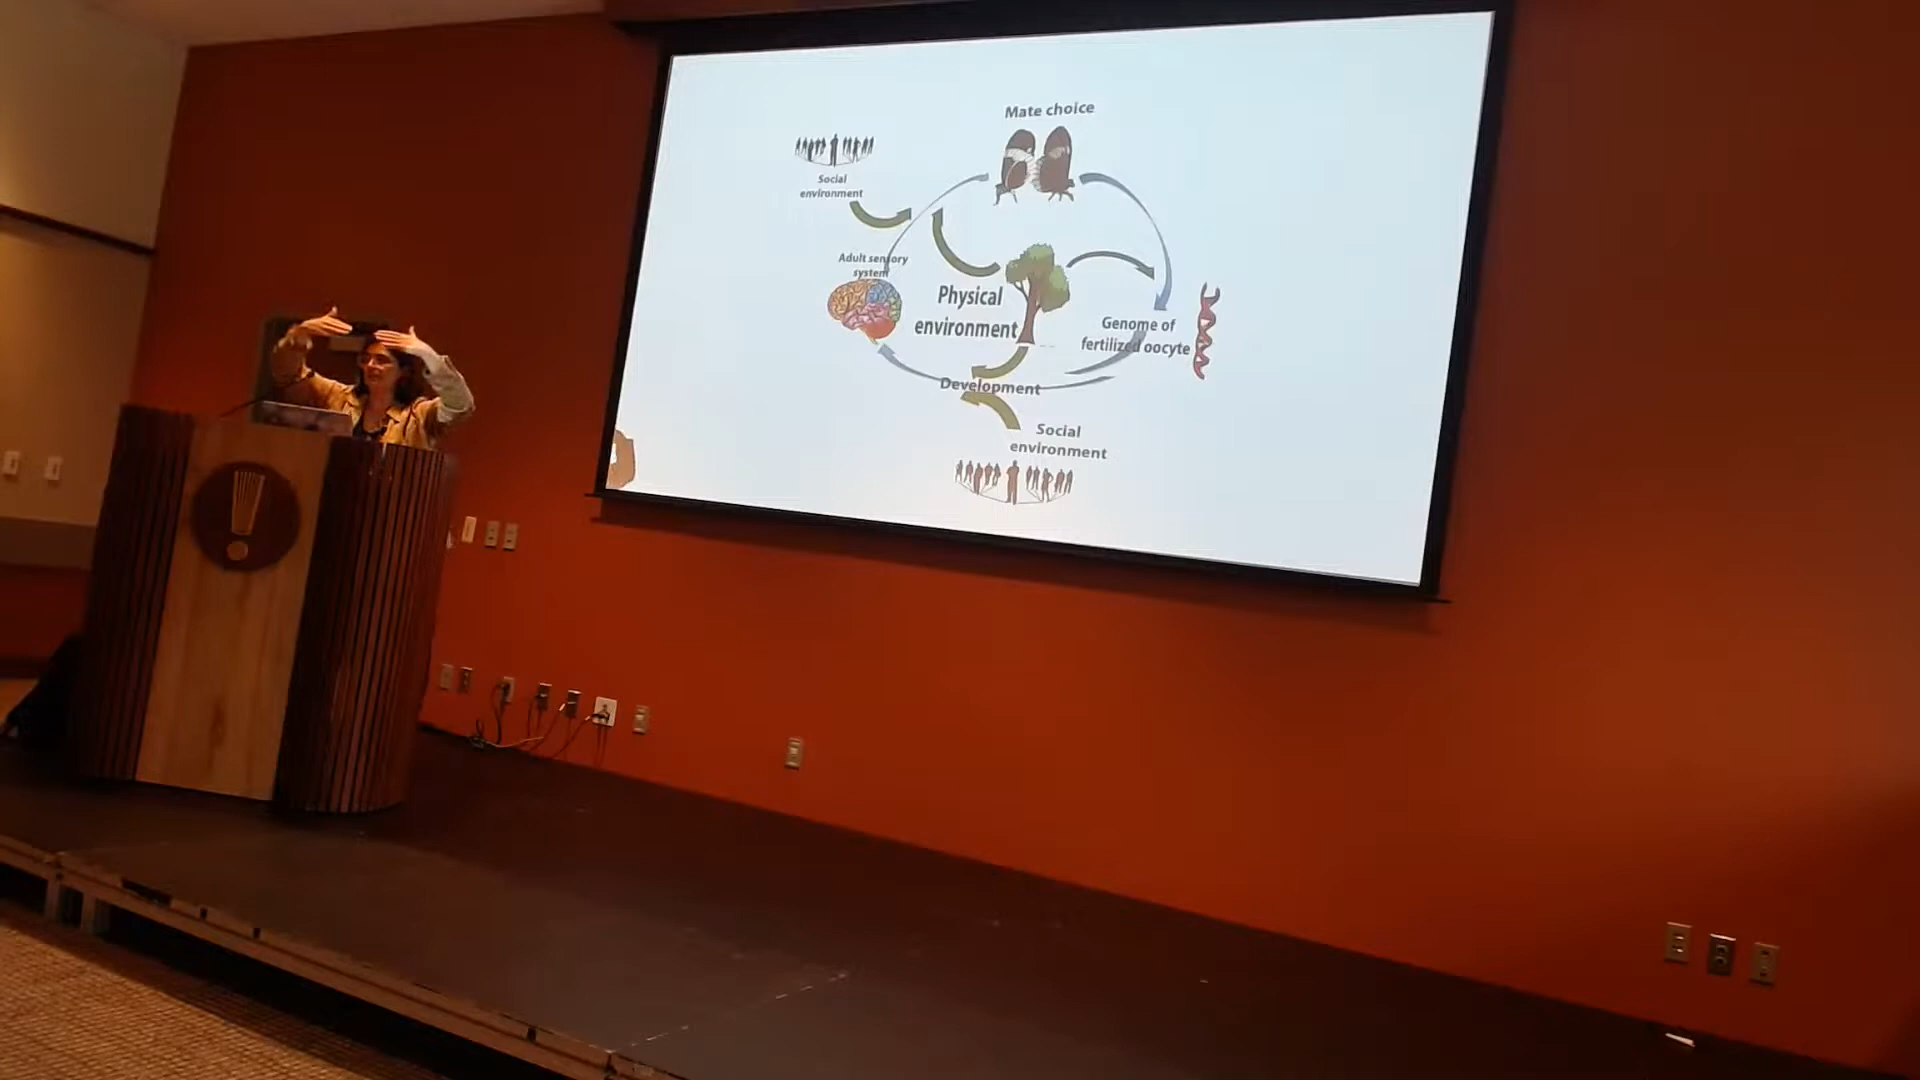 Mate choice
Social
environment
Adult sensory
system
Physical
environment
Genome of
fertilized oocyte
Development
Social
environment